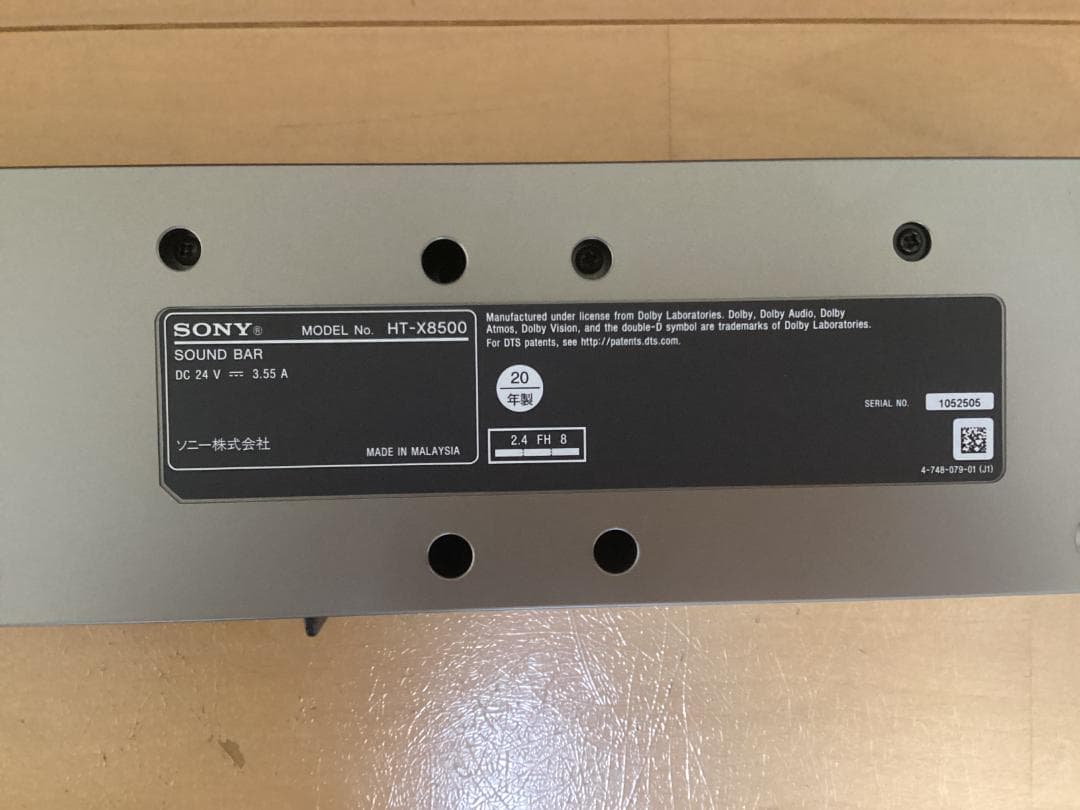 SONY®
MODEL No. HT-X8500
SOUND BAR
DC 24 V ⎓ 3.55 A
ソニー株式会社
MADE IN MALAYSIA
Manufactured under license from Dolby Laboratories. Dolby, Dolby Audio, Dolby
Atmos, Dolby Vision, and the double-D symbol are trademarks of Dolby Laboratories.
For DTS patents, see http://patents.dts.com.
20
年製
2.4 FH 8
SERIAL NO. 1052505
4-748-079-01 (J1)